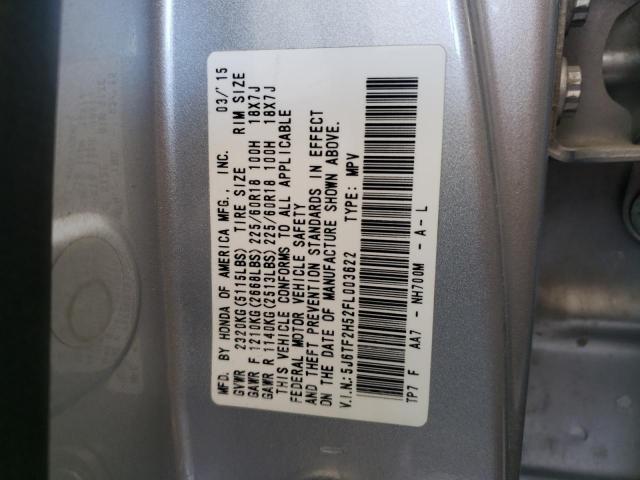 MFD. BY HONDA OF AMERICA MFG., INC. 03/'15
GVWR 2320KG(5115LBS) TIRE SIZE RIM SIZE
GAWR F 1210KG(2668LBS) 225/60R18 100H 18X7J
GAWR R 1140KG(2513LBS) 225/60R18 100H 18X7J
THIS VEHICLE CONFORMS TO ALL APPLICABLE
FEDERAL MOTOR VEHICLE SAFETY
AND THEFT PREVENTION STANDARDS IN EFFECT
ON THE DATE OF MANUFACTURE SHOWN ABOVE.
V.I.N.:5J6TF2H52FL003622 TYPE: MPV
TP7 F AA7 - NH700M - A - L